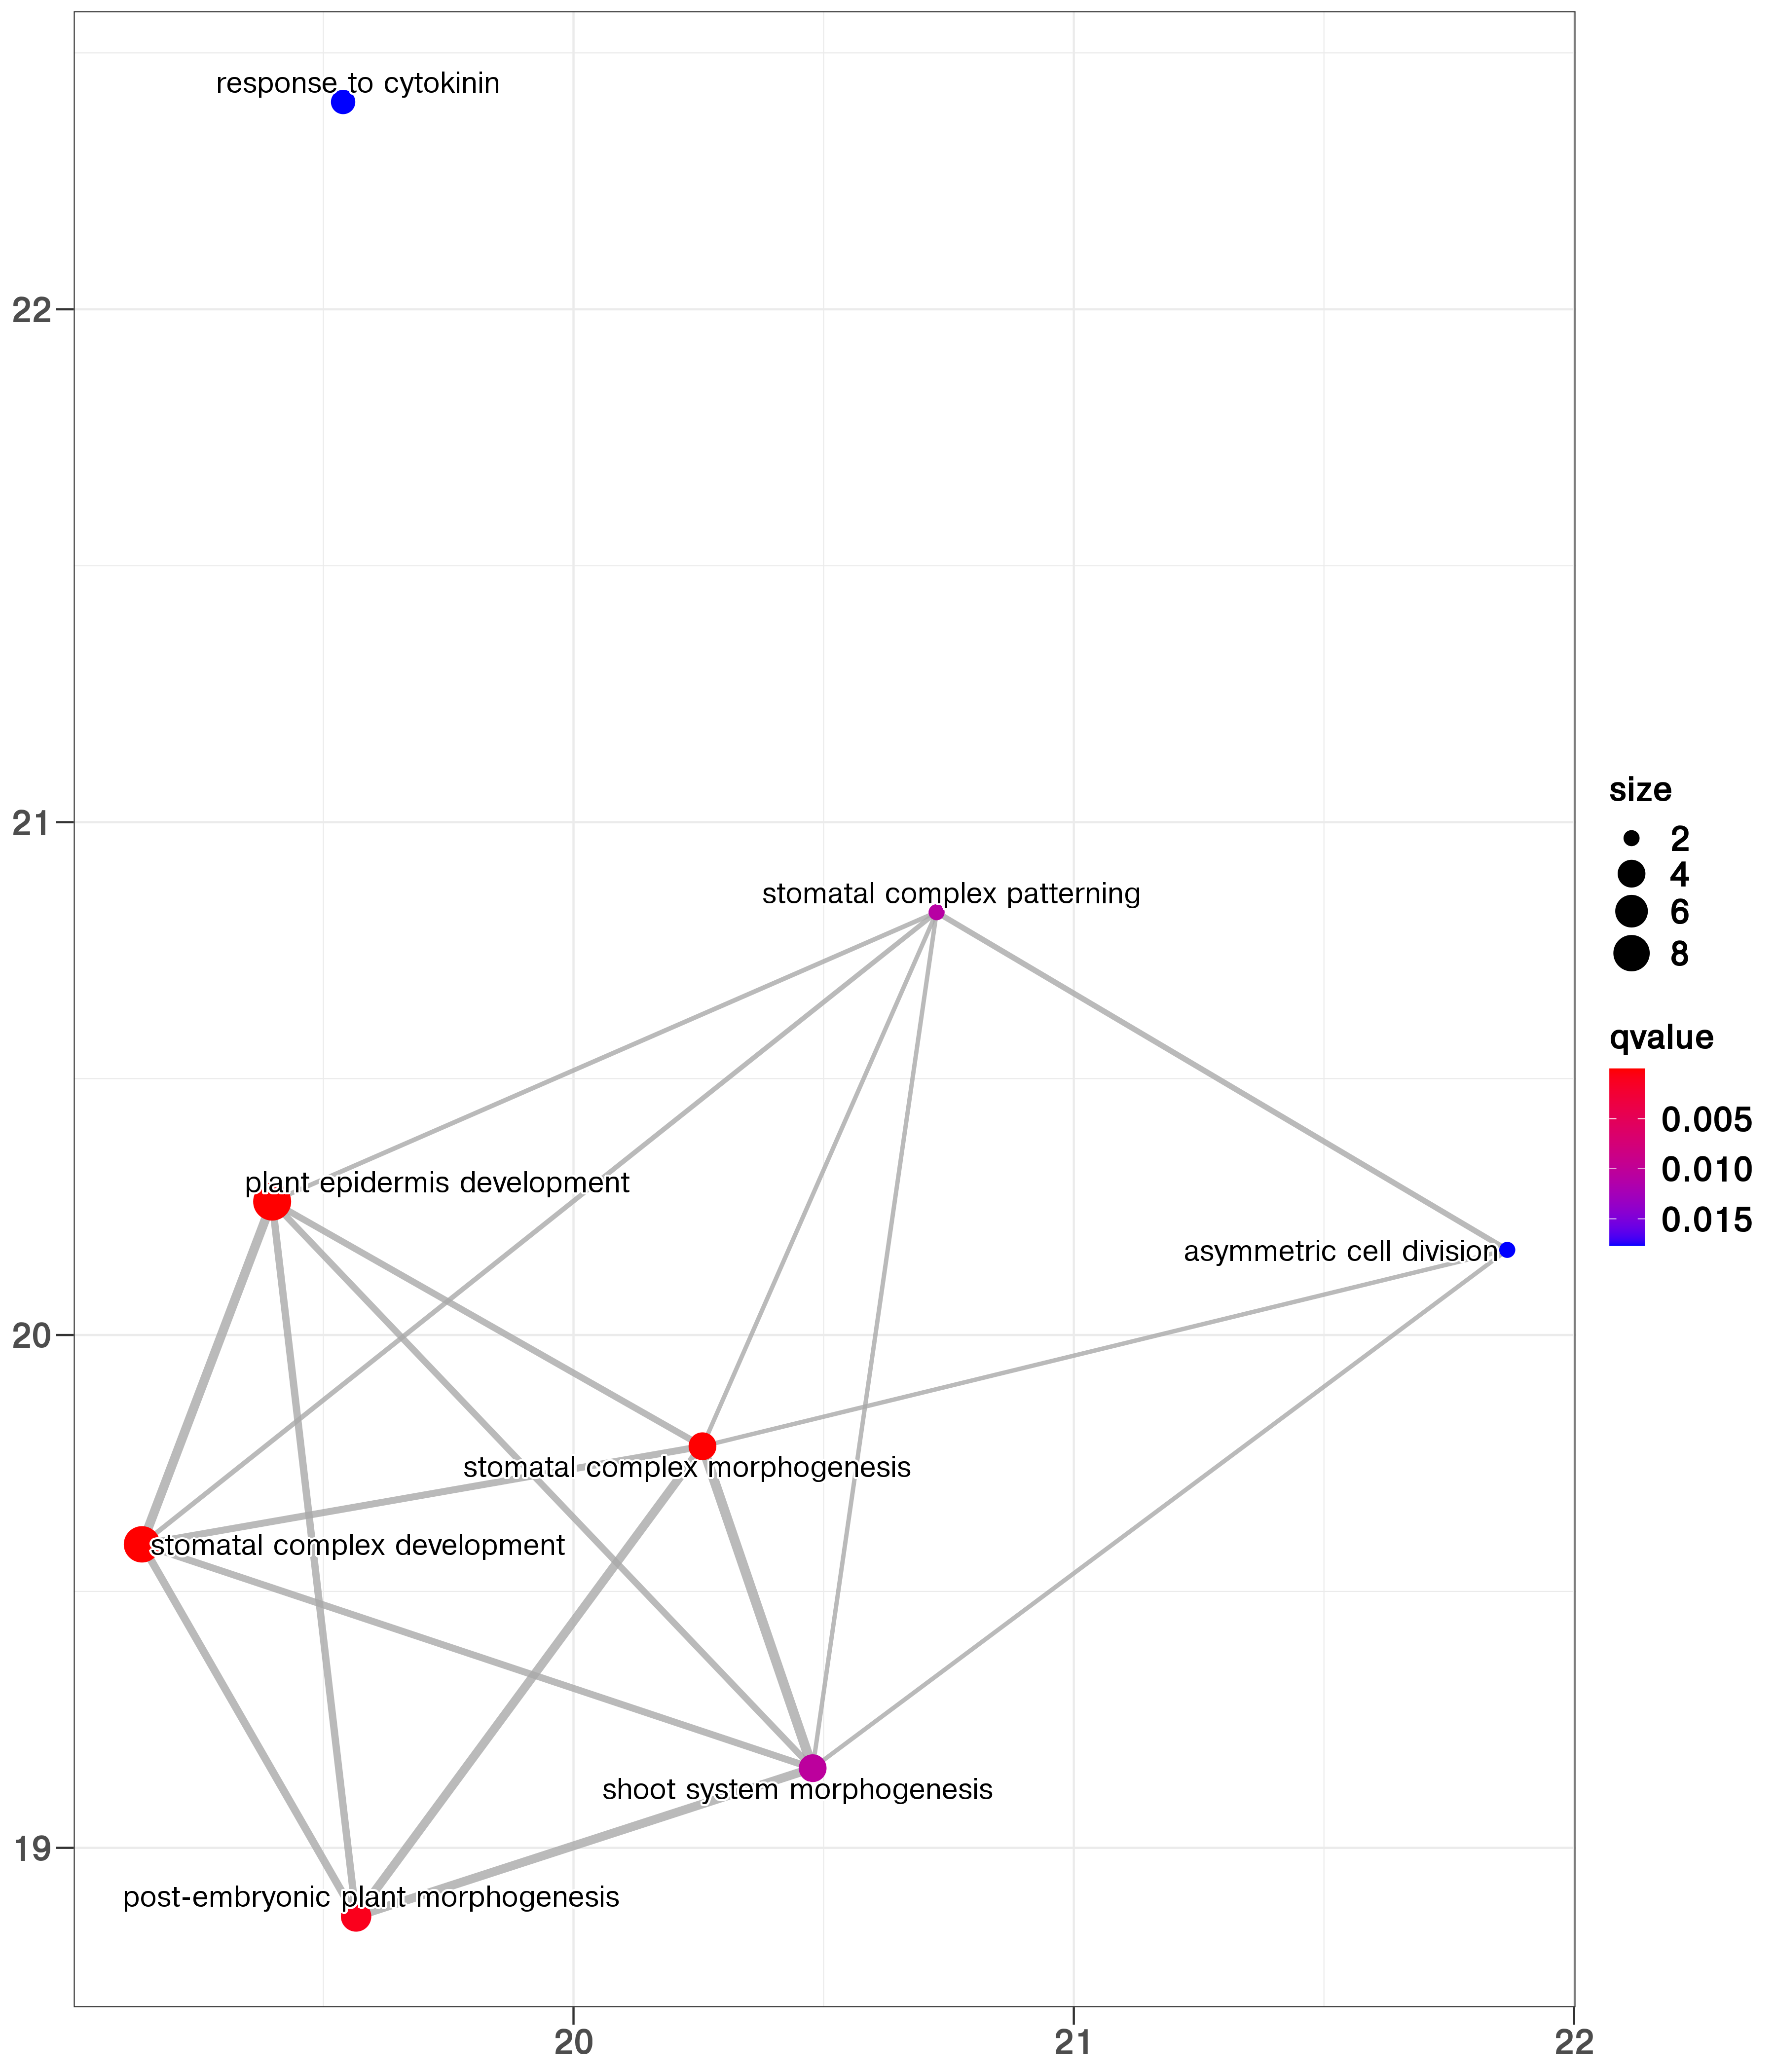 response to cytokinin
22
21
stomatal complex patterning
plant epidermis development
asymmetric cell division
20
stomatal complex morphogenesis
stomatal complex development
shoot system morphogenesis
19
post-embryonic plant morphogenesis
20
21
22
size
2
4
6
8
qvalue
0.005
0.010
0.015